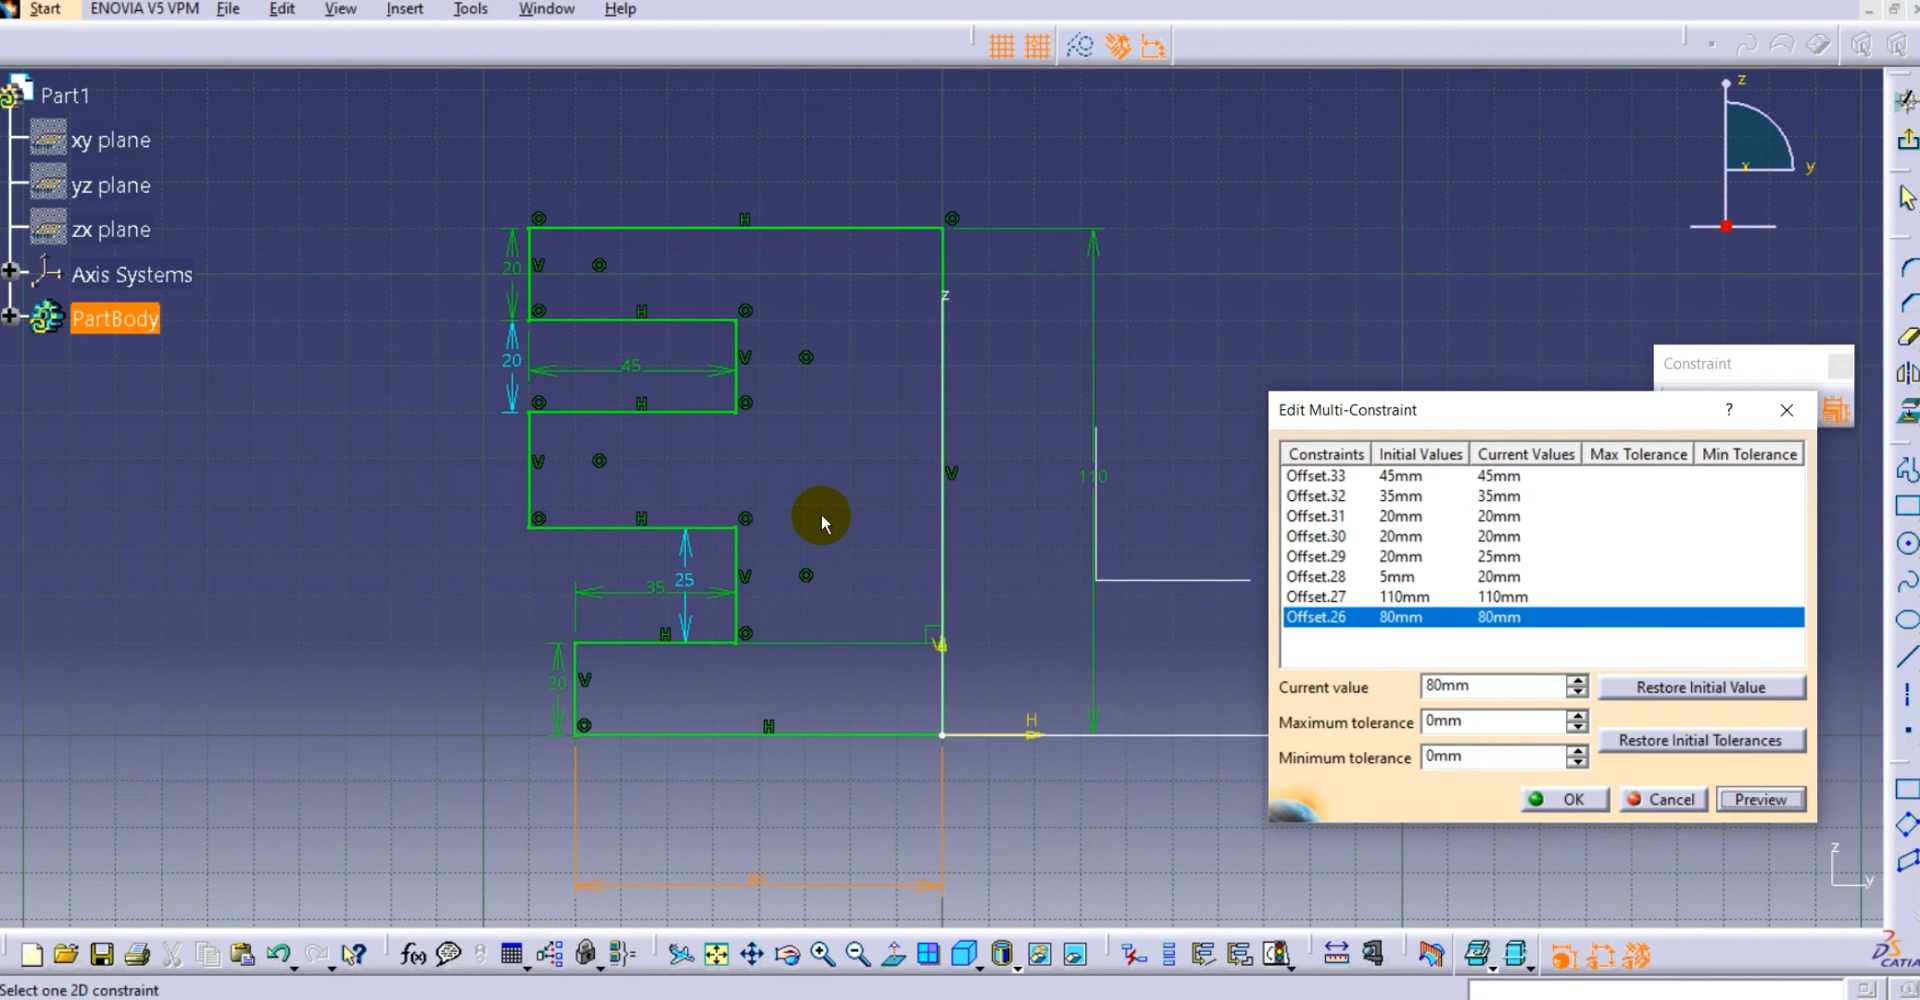 Start ENOVIA V5 VPM File Edit View Insert Tools Window Help
Part1
xy plane
yz plane
zx plane
Axis Systems
PartBody
z
x
y
H
H
H
H
H
H
V
V
V
V
V
V
20
20
45
35
25
20
110
80
z
H
Constraint
Edit Multi-Constraint ?
Constraints Initial Values Current Values Max Tolerance Min Tolerance
Offset.33 45mm 45mm
Offset.32 35mm 35mm
Offset.31 20mm 20mm
Offset.30 20mm 20mm
Offset.29 20mm 25mm
Offset.28 5mm 20mm
Offset.27 110mm 110mm
Offset.26 80mm 80mm
Current value 80mm Restore Initial Value
Maximum tolerance 0mm
Restore Initial Tolerances
Minimum tolerance 0mm
OK Cancel Preview
z
y
f(x)
DS CATIA
Select one 2D constraint